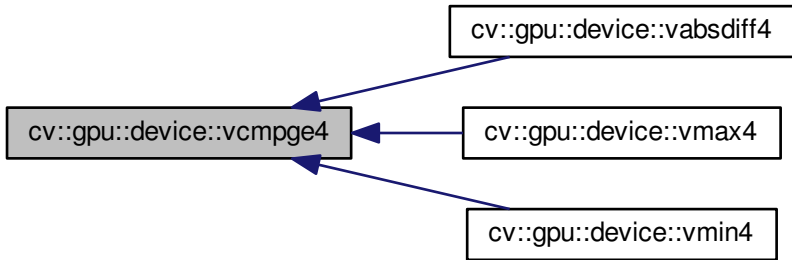 cv::gpu::device::vabsdiff4
cv::gpu::device::vcmpge4
cv::gpu::device::vmax4
cv::gpu::device::vmin4